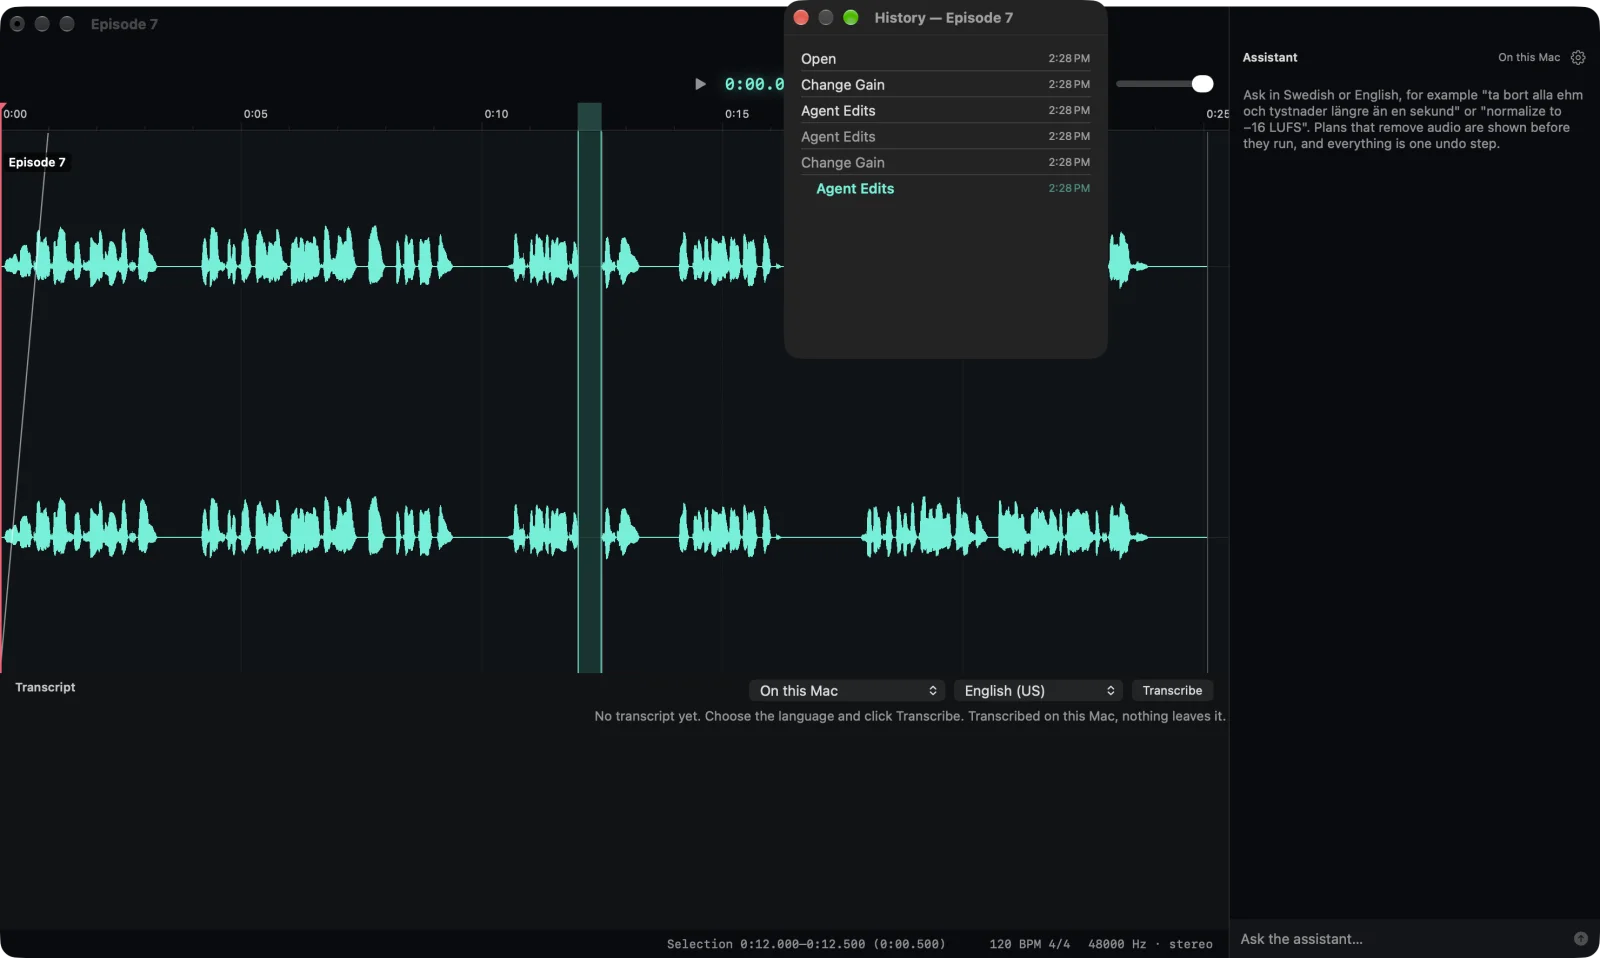 Episode 7
History — Episode 7
Open 2:28 PM
Change Gain 2:28 PM
Agent Edits 2:28 PM
Agent Edits 2:28 PM
Change Gain 2:28 PM
Agent Edits 2:28 PM
0:00.0
0:00 0:05 0:10 0:15 0:25
Episode 7
Assistant On this Mac
Ask in Swedish or English, for example "ta bort alla ehm
och tystnader längre än en sekund" or "normalize to
−16 LUFS". Plans that remove audio are shown before
they run, and everything is one undo step.
Transcript On this Mac English (US) Transcribe
No transcript yet. Choose the language and click Transcribe. Transcribed on this Mac, nothing leaves it.
Selection 0:12.000—0:12.500 (0:00.500) 120 BPM 4/4 48000 Hz · stereo
Ask the assistant...